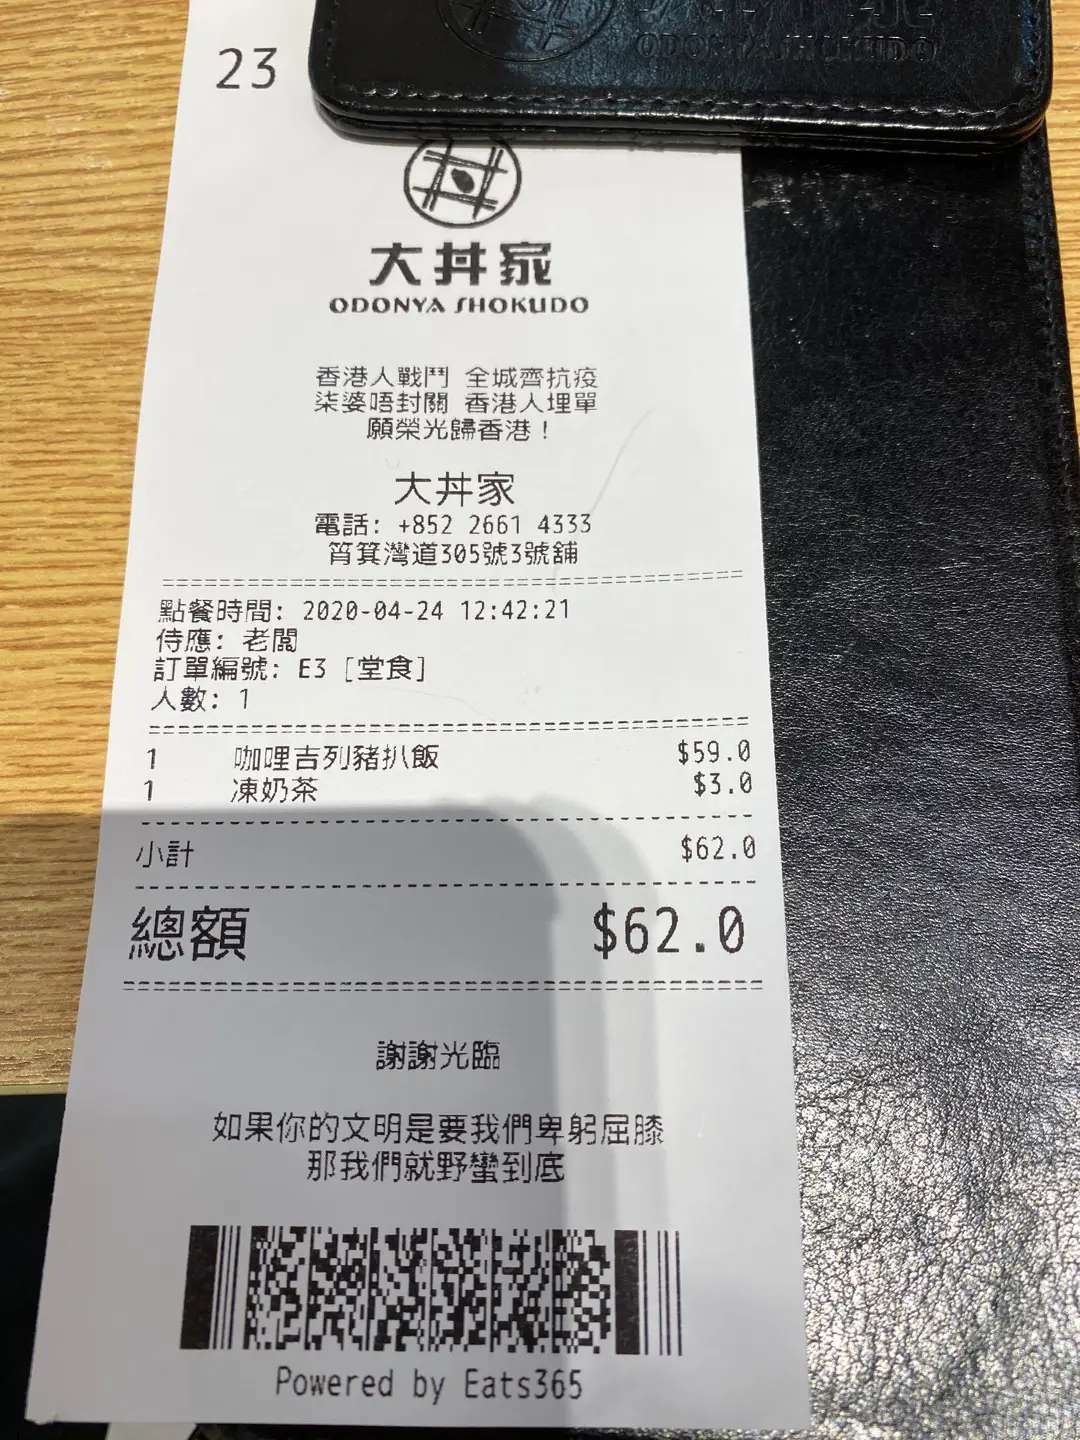 ODONYA SHOKUDO
23
大丼家
ODONYA SHOKUDO
香港人戰鬥 全城齊抗疫
柒婆唔封關 香港人埋單
願榮光歸香港！
大丼家
電話: +852 2661 4333
筲箕灣道305號3號舖
點餐時間: 2020-04-24 12:42:21
侍應: 老闆
訂單編號: E3 [堂食]
人數: 1
1 咖哩吉列豬扒飯 $59.0
1 凍奶茶 $3.0
小計 $62.0
總額 $62.0
謝謝光臨
如果你的文明是要我們卑躬屈膝
那我們就野蠻到底
Powered by Eats365